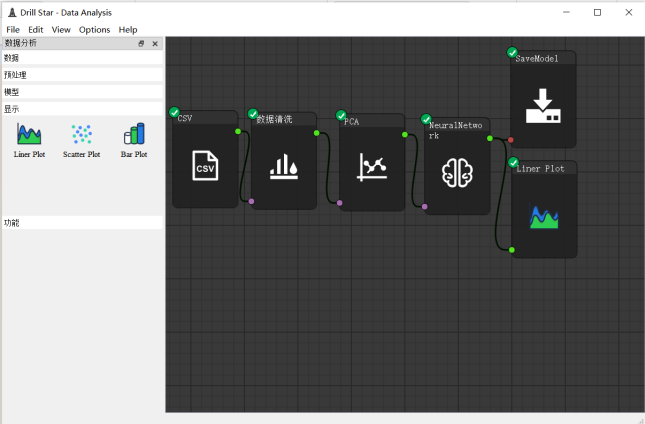 Drill Star - Data Analysis
File Edit View Options Help
数据分析
数据
预处理
模型
显示
Liner Plot Scatter Plot Bar Plot
功能
CSV
CSV
数据清洗
PCA
NeuralNetwo
rk
SaveModel
Liner Plot